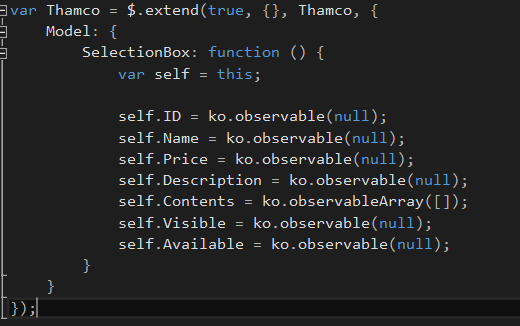 var Thamco = $.extend(true, {}, Thamco, {
    Model: {
        SelectionBox: function () {
            var self = this;

            self.ID = ko.observable(null);
            self.Name = ko.observable(null);
            self.Price = ko.observable(null);
            self.Description = ko.observable(null);
            self.Contents = ko.observableArray([]);
            self.Visible = ko.observable(null);
            self.Available = ko.observable(null);
        }
    }
});